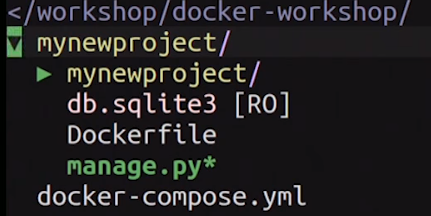 </workshop/docker-workshop/
▼ mynewproject/
▶ mynewproject/
db.sqlite3 [RO]
Dockerfile
manage.py*
docker-compose.yml